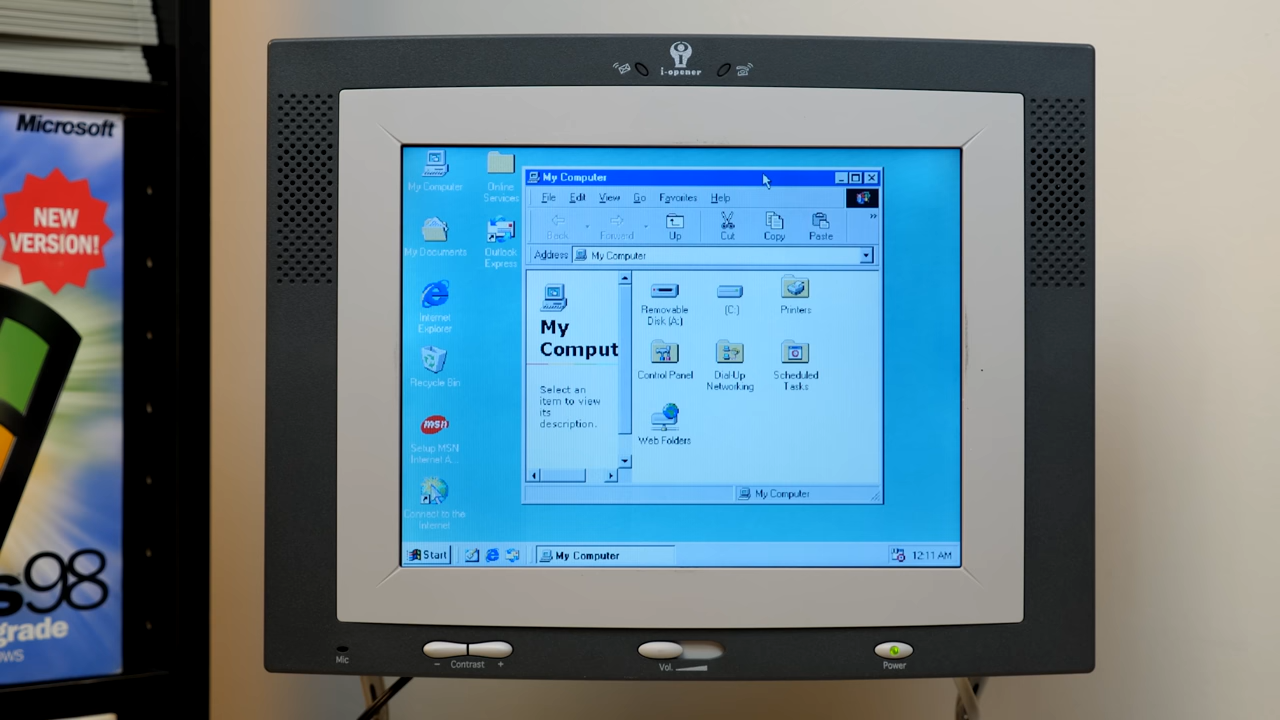 Microsoft
NEW
VERSION!
98
grade
i-opener
My Computer
Online
Services
My Documents
Outlook
Express
Internet
Explorer
Recycle Bin
msn
Setup MSN
Internet A...
Connect to the
Internet
My Computer
File Edit View Go Favorites Help
Back Forward Up Cut Copy Paste »
Address My Computer
My
Comput
Select an
item to view
its
description.
Removable
Disk (A:)
(C:)
Printers
Control Panel
Dial-Up
Networking
Scheduled
Tasks
Web Folders
My Computer
Start
My Computer
12:11 AM
Mic
- Contrast +
Vol.
Power